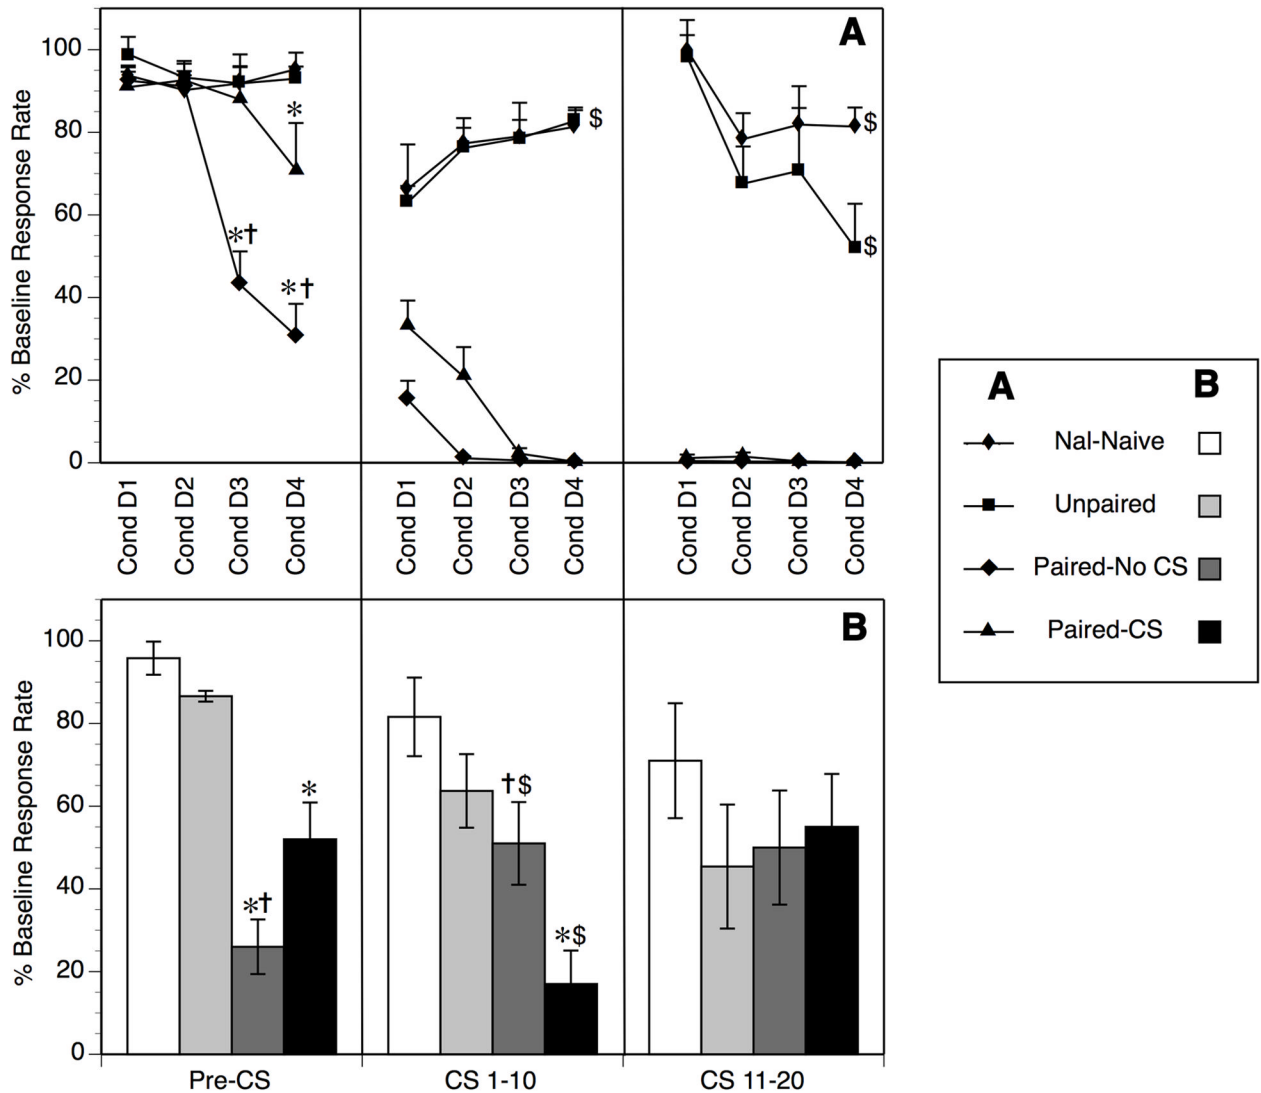 A
% Baseline Response Rate
100
80
60
40
20
0
*
*†
*†
$
$
$
Cond D1
Cond D2
Cond D3
Cond D4
Cond D1
Cond D2
Cond D3
Cond D4
Cond D1
Cond D2
Cond D3
Cond D4
B
% Baseline Response Rate
100
80
60
40
20
0
*†
*
†$
*$
Pre-CS
CS 1-10
CS 11-20
A B
Nal-Naive
Unpaired
Paired-No CS
Paired-CS